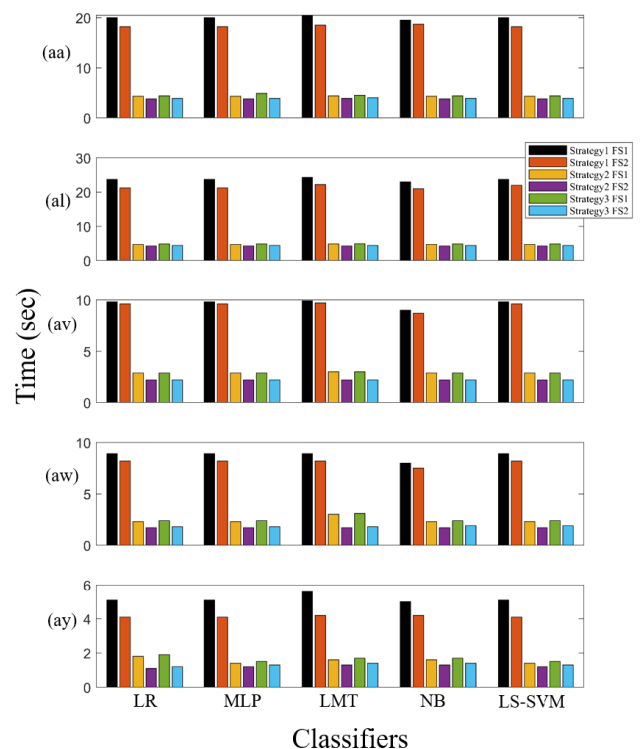 20
10
0
(aa)
30
20
10
0
(al)
Strategy1 FS1
Strategy1 FS2
Strategy2 FS1
Strategy2 FS2
Strategy3 FS1
Strategy3 FS2
10
5
0
(av)
Time (sec)
10
5
0
(aw)
6
4
2
0
(ay)
LR MLP LMT NB LS-SVM
Classifiers